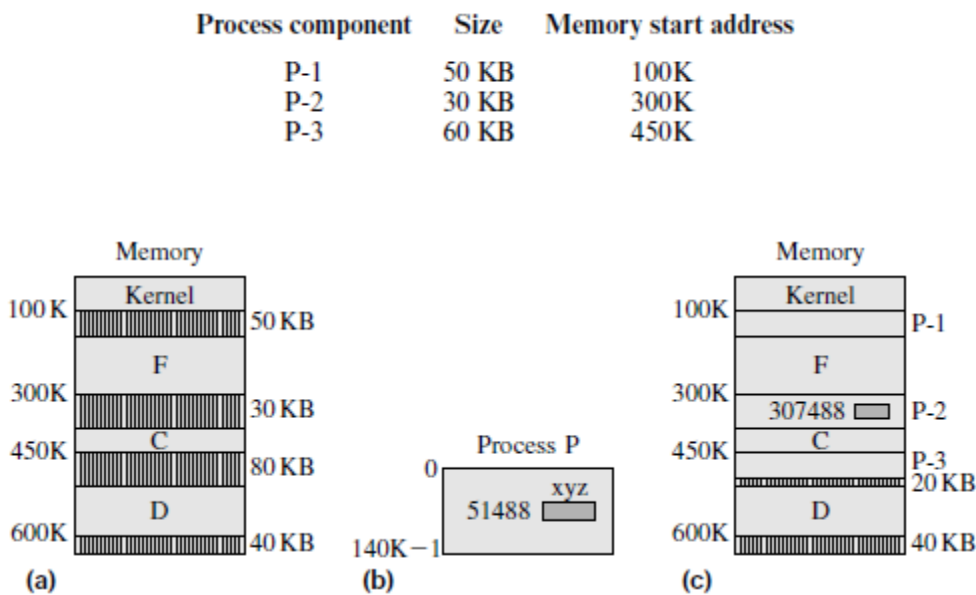 Process component Size Memory start address
P-1 50 KB 100K
P-2 30 KB 300K
P-3 60 KB 450K
Memory
Kernel
100 K
50 KB
F
300K
30 KB
C
450K
80 KB
D
600K
40 KB
(a)
Process P
0
xyz
51488
140K−1
(b)
Memory
Kernel
100K
P-1
F
300K
307488
P-2
C
450K
P-3
20 KB
D
600K
40 KB
(c)